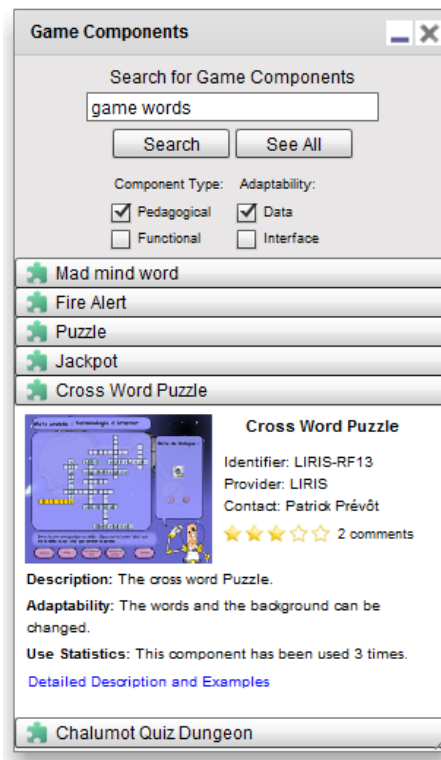 Game Components
Search for Game Components
game words
Search See All
Component Type: Adaptability:
Pedagogical Data
Functional Interface
Mad mind word
Fire Alert
Puzzle
Jackpot
Cross Word Puzzle
Cross Word Puzzle
Identifier: LIRIS-RF13
Provider: LIRIS
Contact: Patrick Prévôt
2 comments
Description: The cross word Puzzle.
Adaptability: The words and the background can be
changed.
Use Statistics: This component has been used 3 times.
Detailed Description and Examples
Chalumot Quiz Dungeon